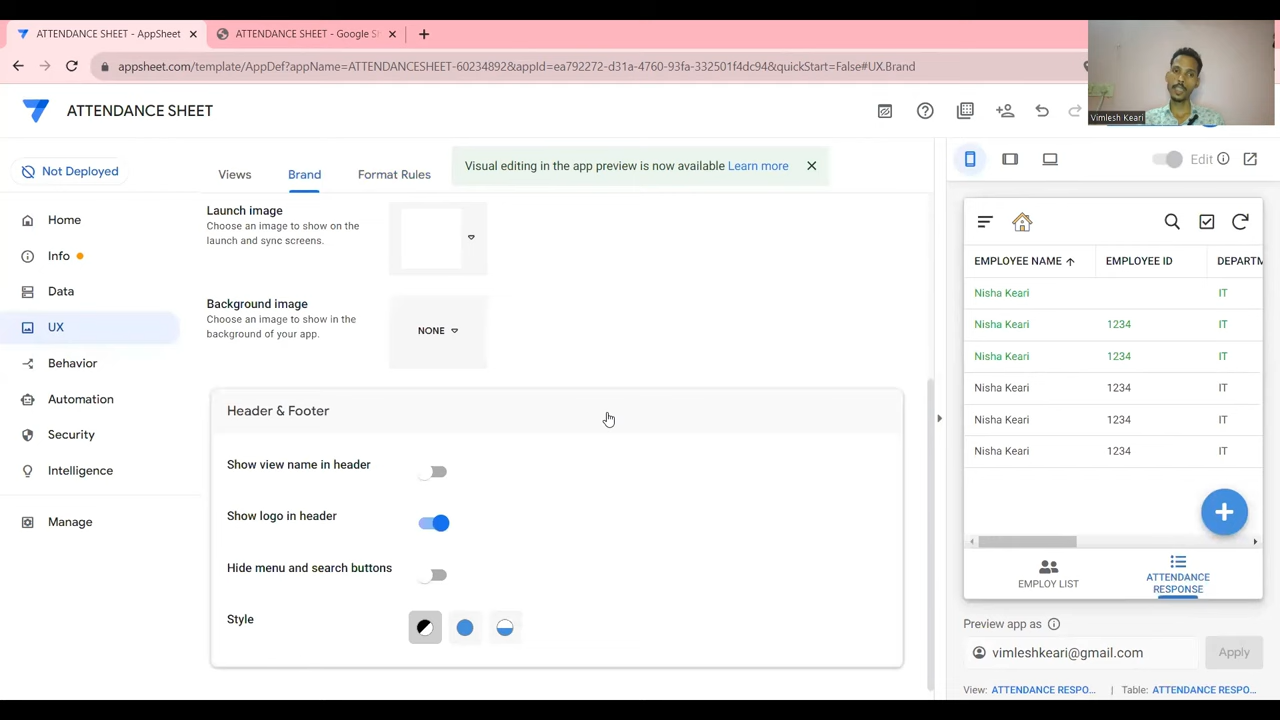 ATTENDANCE SHEET - AppSheet
ATTENDANCE SHEET - Google Sh
appsheet.com/template/AppDef?appName=ATTENDANCESHEET-60234892&appId=ea792272-d31a-4760-93fa-332501f4dc94&quickStart=False#UX.Brand
Vimlesh Keari
ATTENDANCE SHEET
Not Deployed
Views
Brand
Format Rules
Visual editing in the app preview is now available Learn more
Edit
Home
Info
Data
UX
Behavior
Automation
Security
Intelligence
Manage
Launch image
Choose an image to show on the
launch and sync screens.
Background image
Choose an image to show in the
background of your app.
NONE
Header & Footer
Show view name in header
Show logo in header
Hide menu and search buttons
Style
EMPLOYEE NAME EMPLOYEE ID DEPARTM
Nisha Keari IT
Nisha Keari 1234 IT
Nisha Keari 1234 IT
Nisha Keari 1234 IT
Nisha Keari 1234 IT
Nisha Keari 1234 IT
EMPLOY LIST
ATTENDANCE
RESPONSE
Preview app as
vimleshkeari@gmail.com
Apply
View: ATTENDANCE RESPO... | Table: ATTENDANCE RESPO...